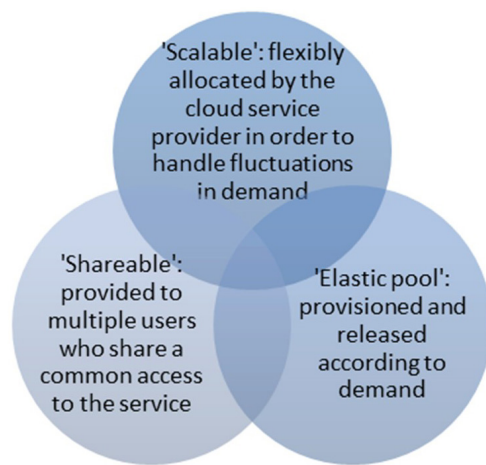 'Scalable': flexibly
allocated by the
cloud service
provider in order to
handle fluctuations
in demand
'Shareable':
provided to
multiple users
who share a
common access
to the service
'Elastic pool':
provisioned and
released
according to
demand